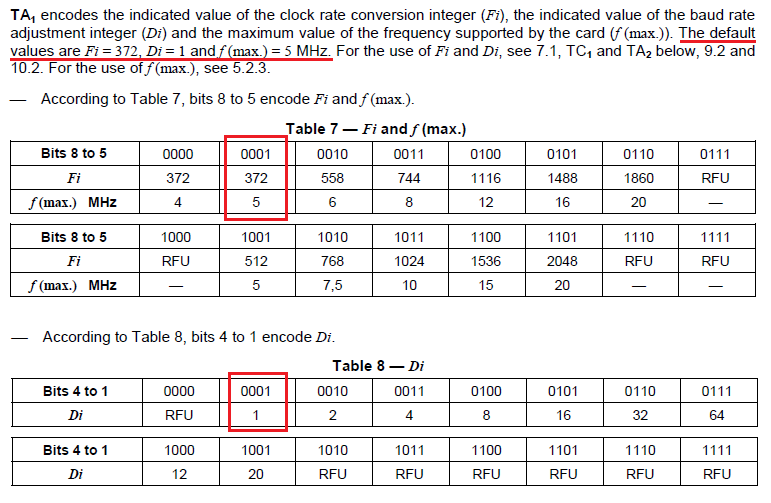 TA₁ encodes the indicated value of the clock rate conversion integer (Fi), the indicated value of the baud rate
adjustment integer (Di) and the maximum value of the frequency supported by the card (f (max.)). The default
values are Fi = 372, Di = 1 and f (max.) = 5 MHz. For the use of Fi and Di, see 7.1, TC₁ and TA₂ below, 9.2 and
10.2. For the use of f (max.), see 5.2.3.
— According to Table 7, bits 8 to 5 encode Fi and f (max.).
Table 7 — Fi and f (max.)
Bits 8 to 5 0000 0001 0010 0011 0100 0101 0110 0111
Fi 372 372 558 744 1116 1488 1860 RFU
f (max.) MHz 4 5 6 8 12 16 20 —
Bits 8 to 5 1000 1001 1010 1011 1100 1101 1110 1111
Fi RFU 512 768 1024 1536 2048 RFU RFU
f (max.) MHz — 5 7,5 10 15 20 — —
— According to Table 8, bits 4 to 1 encode Di.
Table 8 — Di
Bits 4 to 1 0000 0001 0010 0011 0100 0101 0110 0111
Di RFU 1 2 4 8 16 32 64
Bits 4 to 1 1000 1001 1010 1011 1100 1101 1110 1111
Di 12 20 RFU RFU RFU RFU RFU RFU